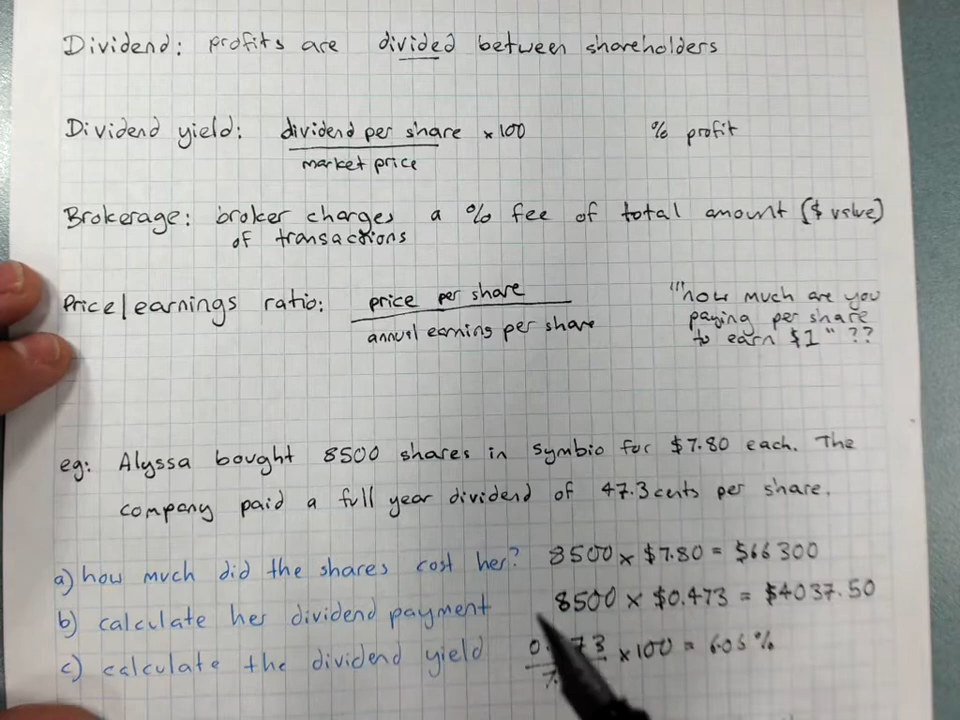 Dividend: profits are divided between shareholders
Dividend yield: dividend per share × 100 % profit
market price
Brokerage: broker charges a % fee of total amount ($ value)
of transactions
Price/earnings ratio: price per share
annual earning per share
"how much are you
paying per share
to earn $1" ??
eg: Alyssa bought 8500 shares in symbio for $7.80 each. The
company paid a full year dividend of 47.3 cents per share.
a) how much did the shares cost her? 8500 × $7.80 = $66300
b) calculate her dividend payment 8500 × $0.473 = $4037.50
c) calculate the dividend yield × 100 = 6.06%